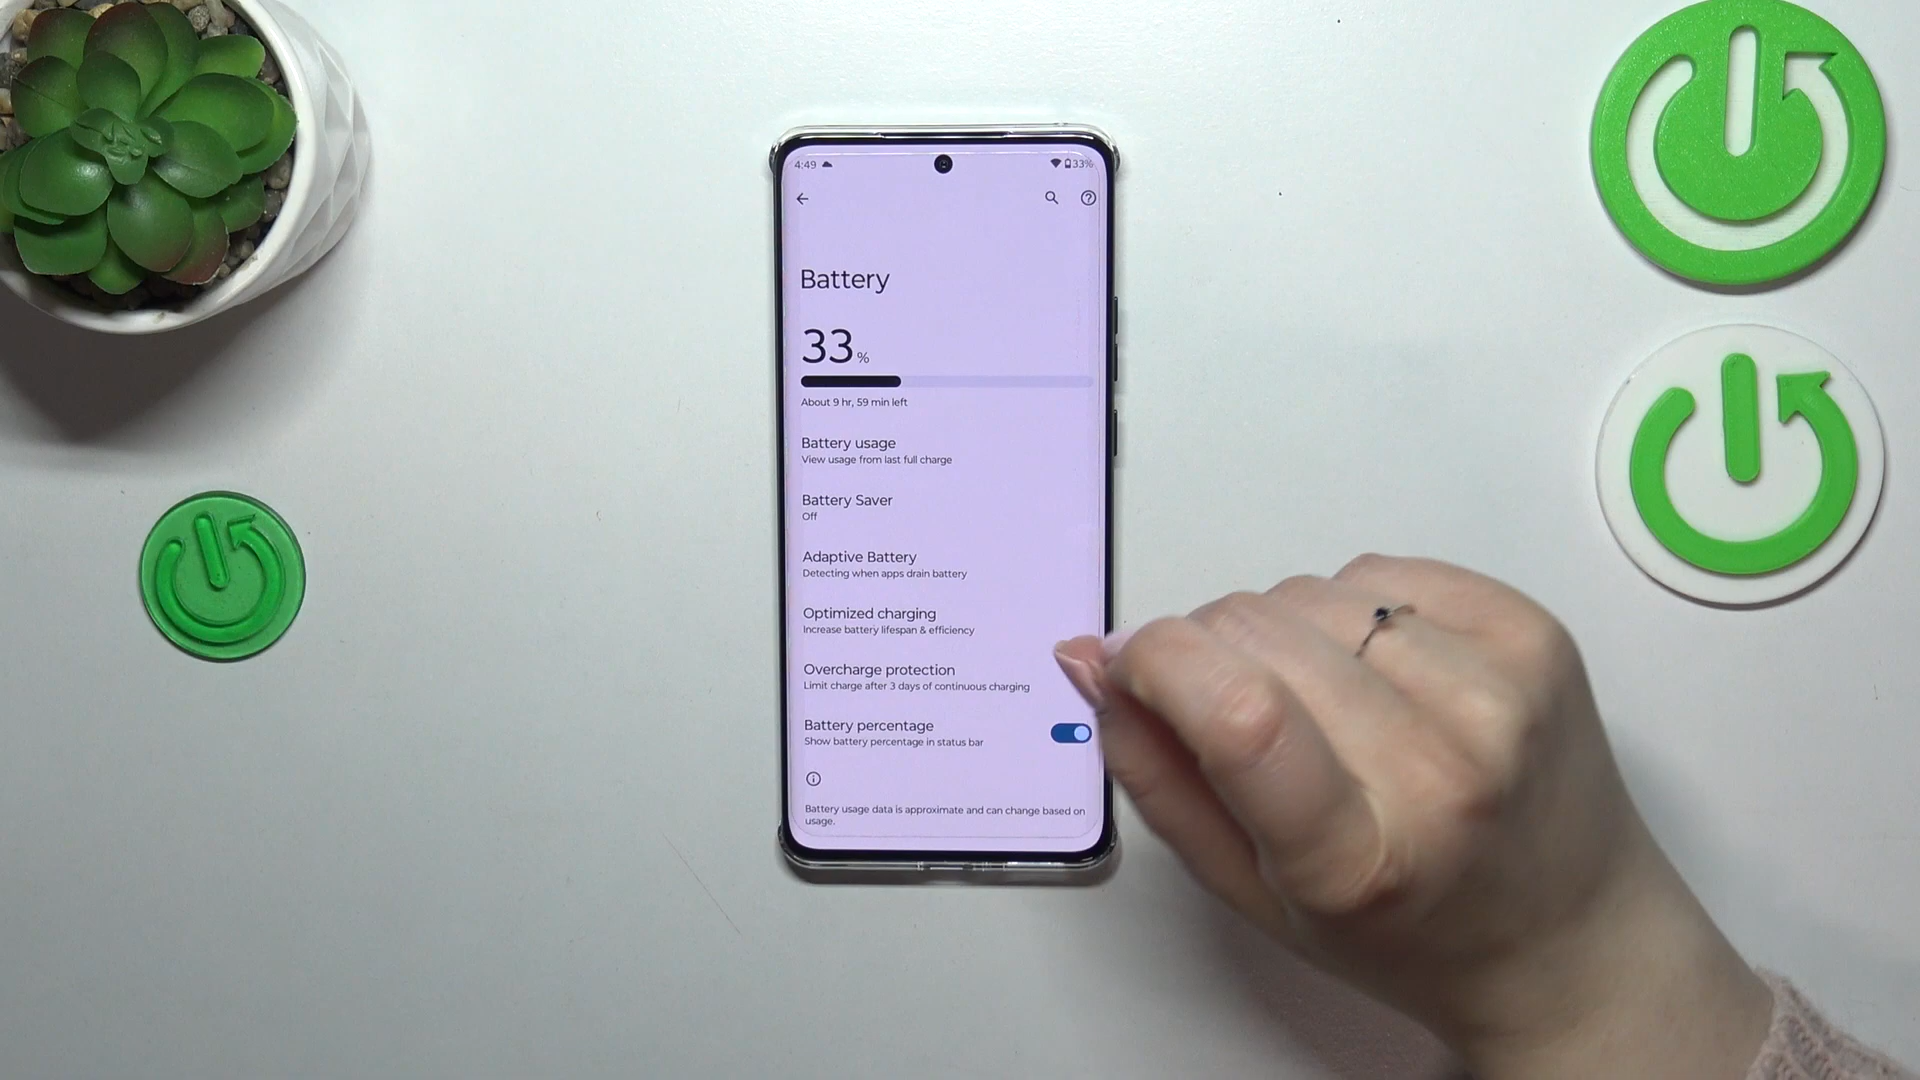 4:49 33%
Battery
33 %
About 9 hr, 59 min left
Battery usage
View usage from last full charge
Battery Saver
Off
Adaptive Battery
Detecting when apps drain battery
Optimized charging
Increase battery lifespan & efficiency
Overcharge protection
Limit charge after 3 days of continuous charging
Battery percentage
Show battery percentage in status bar
Battery usage data is approximate and can change based on
usage.